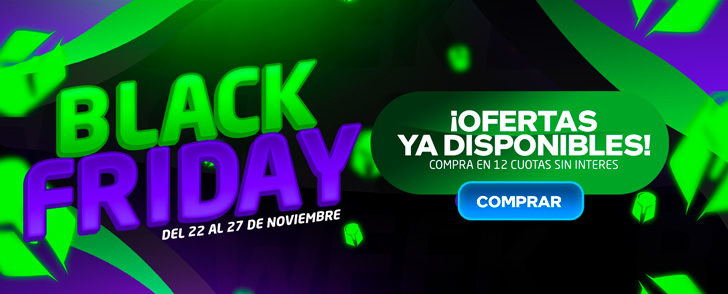 BLACK
FRIDAY
DEL 22 AL 27 DE NOVIEMBRE
¡OFERTAS
YA DISPONIBLES!
COMPRA EN 12 CUOTAS SIN INTERES
COMPRAR